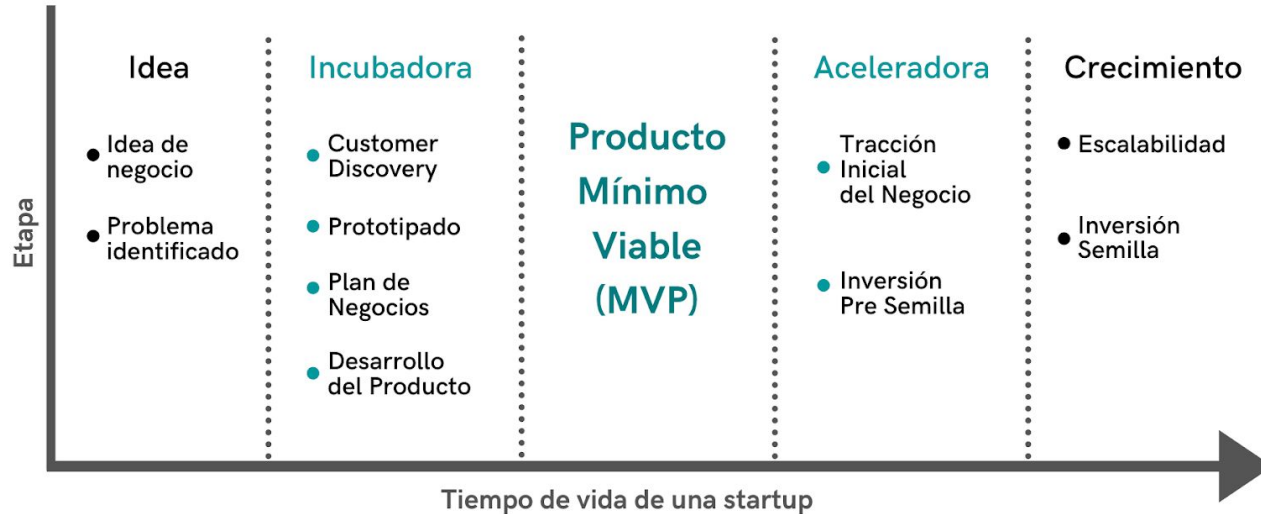 Etapa
Idea
Idea de
negocio
Problema
identificado
Incubadora
Customer
Discovery
Prototipado
Plan de
Negocios
Desarrollo
del Producto
Producto
Mínimo
Viable
(MVP)
Aceleradora
Tracción
Inicial
del Negocio
Inversión
Pre Semilla
Crecimiento
Escalabilidad
Inversión
Semilla
Tiempo de vida de una startup